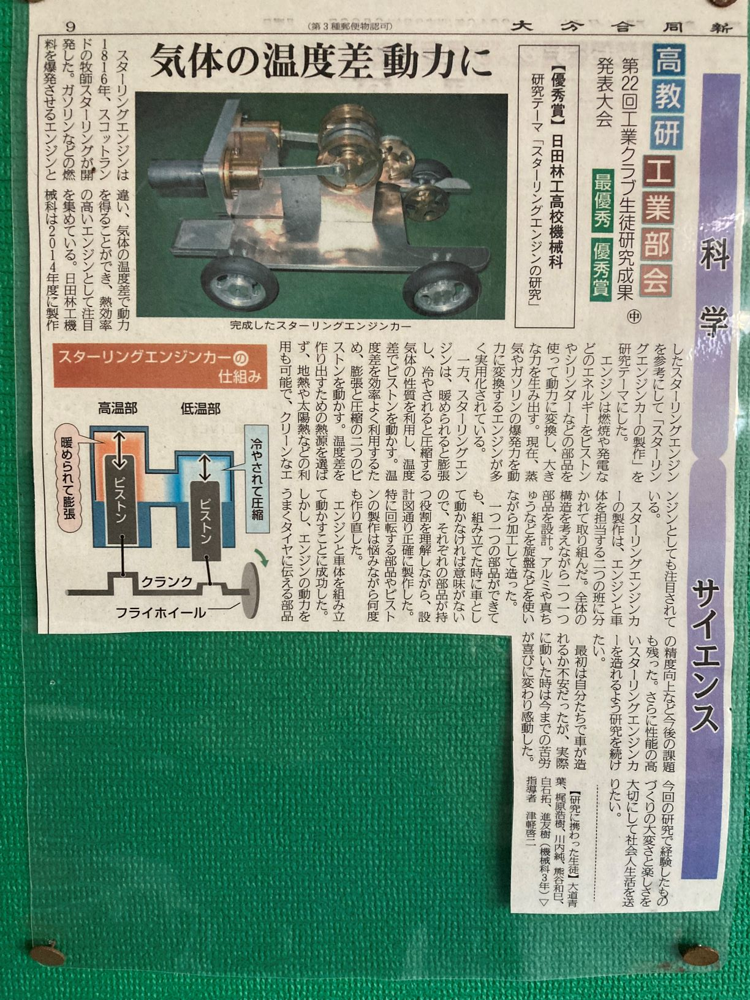 9
(第3種郵便物認可)
大分合同新
科学
サイエンス
高教研
工業部会
第22回工業クラブ生徒研究成果
発表大会
最優秀
優秀賞
㊥
【優秀賞】日田林工高校機械科
研究テーマ「スターリングエンジンの研究」
気体の温度差 動力に
完成したスターリングエンジンカー
スターリングエンジンは
1816年、スコットラン
ドの牧師スターリングが開
発した。ガソリンなどの燃
料を爆発させるエンジンと
違い、気体の温度差で動力
を得ることができ、熱効率
の高いエンジンとして注目
を集めている。日田林工機
械科は2014年度に製作
したスターリングエンジン
を参考にして「スターリン
グエンジンカーの製作」を
研究テーマにした。
エンジンは燃焼や発電な
どのエネルギーをピストン
やシリンダーなどの部品を
使って動力に変換し、大き
な力を生み出す。現在、蒸
気やガソリンの爆発力を動
力に変換するエンジンが多
く実用化されている。
一方、スターリングエン
ジンは、暖められると膨張
し、冷やされると圧縮する
気体の性質を利用し、温度
差でピストンを動かす。温
度差を効率よく利用するた
め、膨張と圧縮の二つのピ
ストンを動かす。温度差を
作り出すための熱源を選ば
ず、地熱や太陽熱などの利
用も可能で、クリーンなエ
ンジンとしても注目されて
いる。
スターリングエンジンカ
ーの製作は、エンジンと車
体を担当する二つの班に分
かれて取り組んだ。全体の
構造を考えながら一つ一つ
部品を設計。アルミや真ち
ゅうなどを旋盤などを使い
ながら加工して造った。
一つ一つの部品ができて
も、組み立てた時に車とし
て動かなければ意味がない
ので、それぞれの部品が持
つ役割を理解しながら、設
計図通り正確に製作した。
特に回転する部品やピスト
ンの製作は悩みながら何度
も作り直した。
エンジンと車体を組み立
て動かすことに成功した。
しかし、エンジンの動力を
うまくタイヤに伝える部品
の精度向上など今後の課題
も残った。さらに性能の高
いスターリングエンジンカ
ーを造れるよう研究を続け
たい。
最初は自分たちで車が造
れるか不安だったが、実際
に動いた時は今までの苦労
が喜びに変わり感動した。
今回の研究で経験したもの
づくりの大変さと楽しさを
大切にして社会人生活を送
りたい。
【研究に携わった生徒】大道青
葉、梶原浩樹、川内純、熊谷和巳、
白石拓、進友樹(機械科3年)▽
指導者 津軽啓二
スターリングエンジンカーの
仕組み
高温部
低温部
暖められて膨張
冷やされて圧縮
ピストン
ピストン
クランク
フライホイール